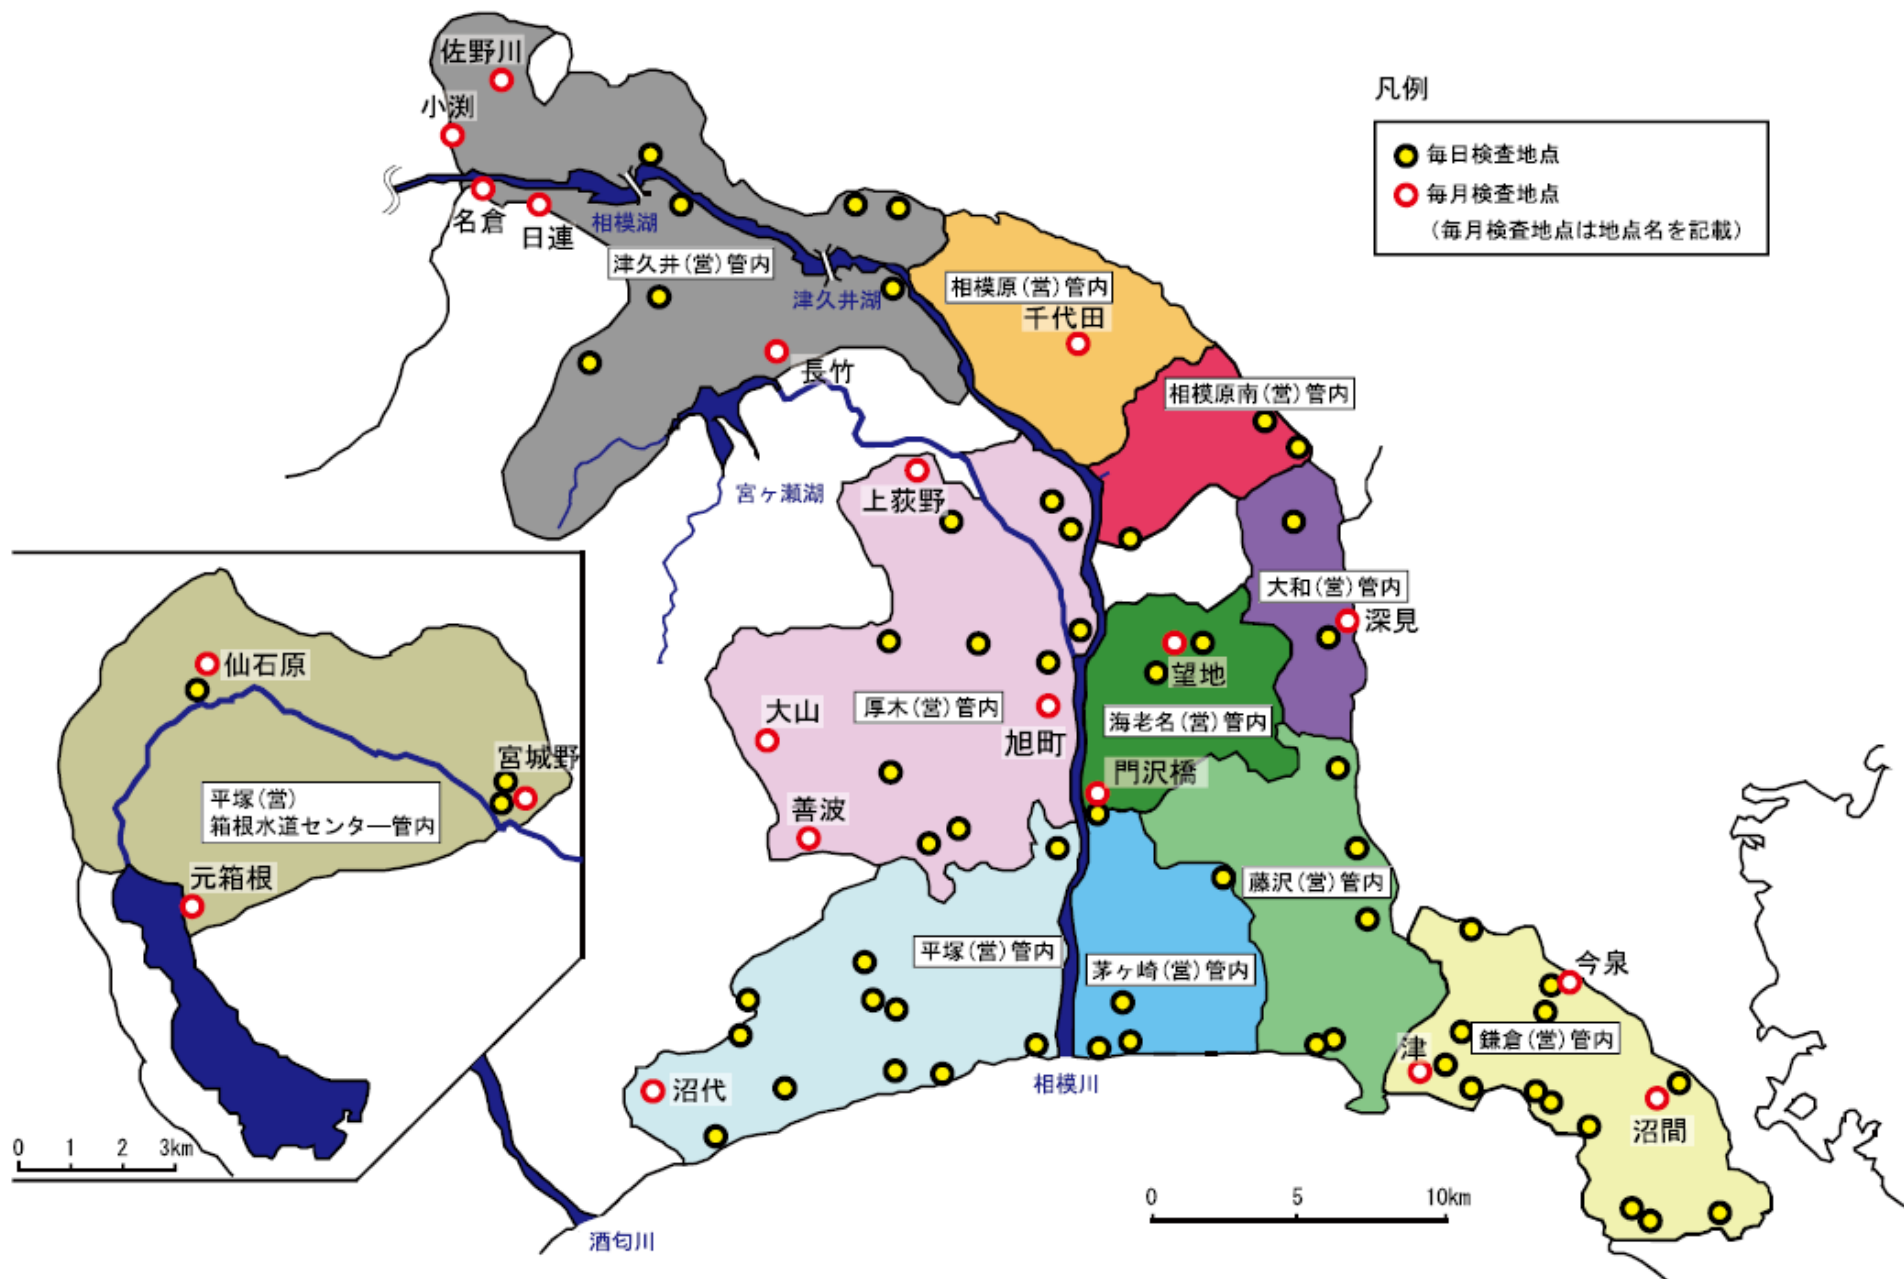 凡例
毎日検査地点
毎月検査地点
（毎月検査地点は地点名を記載）
佐野川
小渕
名倉
日連
相模湖
津久井(営)管内
津久井湖
長竹
相模原(営)管内
千代田
相模原南(営)管内
宮ヶ瀬湖
上荻野
大和(営)管内
深見
望地
海老名(営)管内
門沢橋
大山
厚木(営)管内
旭町
善波
仙石原
宮城野
平塚(営)
箱根水道センター管内
元箱根
0 1 2 3km
平塚(営)管内
茅ヶ崎(営)管内
藤沢(営)管内
今泉
鎌倉(営)管内
津
沼間
沼代
相模川
酒匂川
0 5 10km